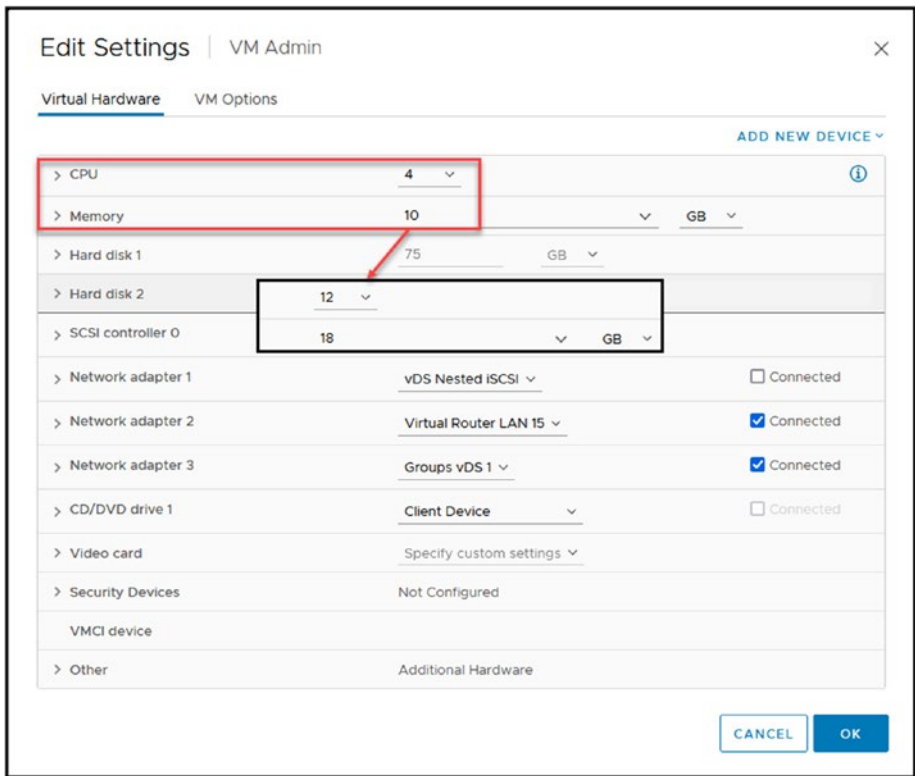 Edit Settings | VM Admin
Virtual Hardware VM Options
ADD NEW DEVICE
CPU 4
Memory 10 GB
Hard disk 1 75 GB
Hard disk 2 12
SCSI controller 0 18 GB
Network adapter 1 vDS Nested iSCSI Connected
Network adapter 2 Virtual Router LAN 15 Connected
Network adapter 3 Groups vDS 1 Connected
CD/DVD drive 1 Client Device Connected
Video card Specify custom settings
Security Devices Not Configured
VMCI device
Other Additional Hardware
CANCEL OK